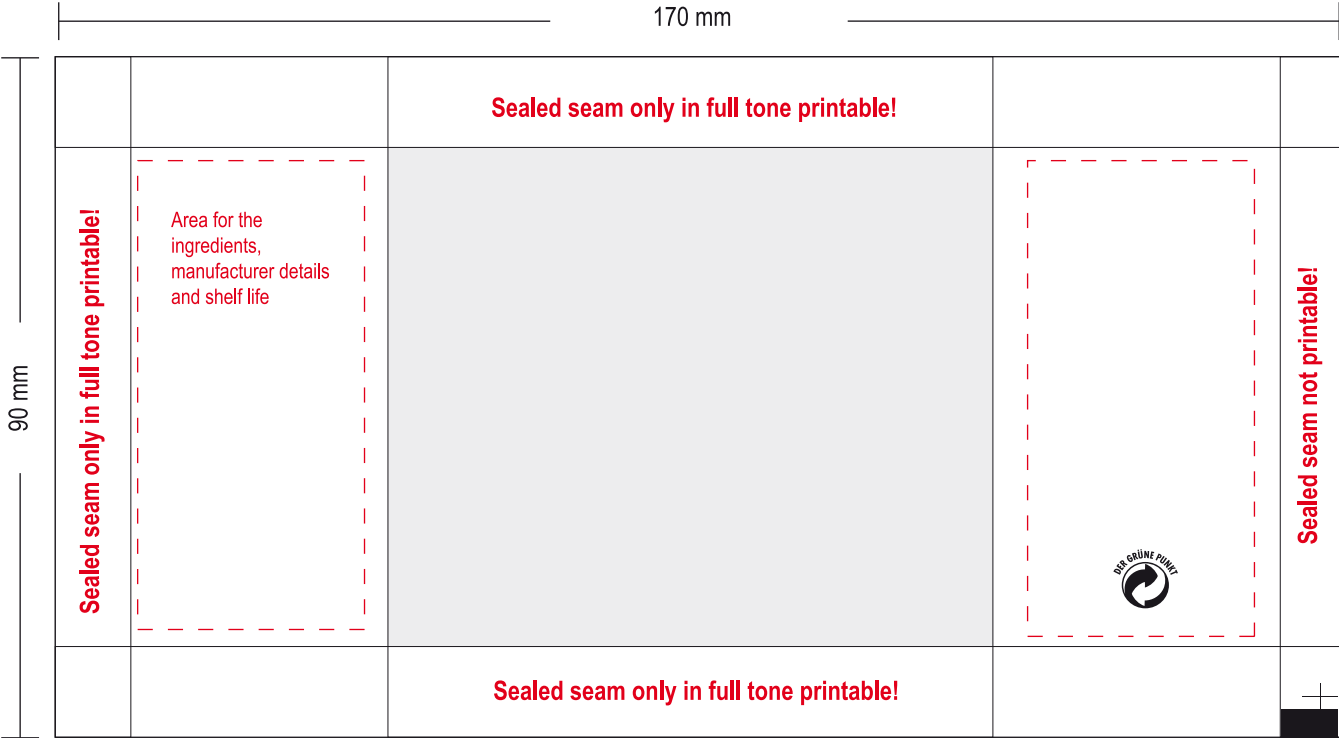 170 mm
Sealed seam only in full tone printable!
90 mm
Sealed seam only in full tone printable!
Area for the
ingredients,
manufacturer details
and shelf life
DER GRÜNE PUNKT
Sealed seam not printable!
Sealed seam only in full tone printable!